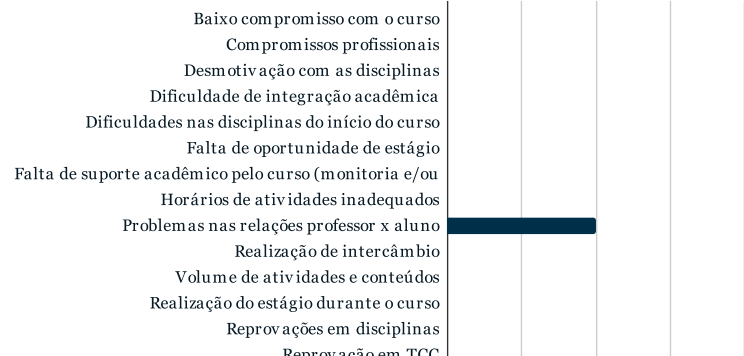 Baixo compromisso com o curso
Compromissos profissionais
Desmotivação com as disciplinas
Dificuldade de integração acadêmica
Dificuldades nas disciplinas do início do curso
Falta de oportunidade de estágio
Falta de suporte acadêmico pelo curso (monitoria e/ou
Horários de atividades inadequados
Problemas nas relações professor x aluno
Realização de intercâmbio
Volume de atividades e conteúdos
Realização do estágio durante o curso
Reprovações em disciplinas
Reprovação em TCC